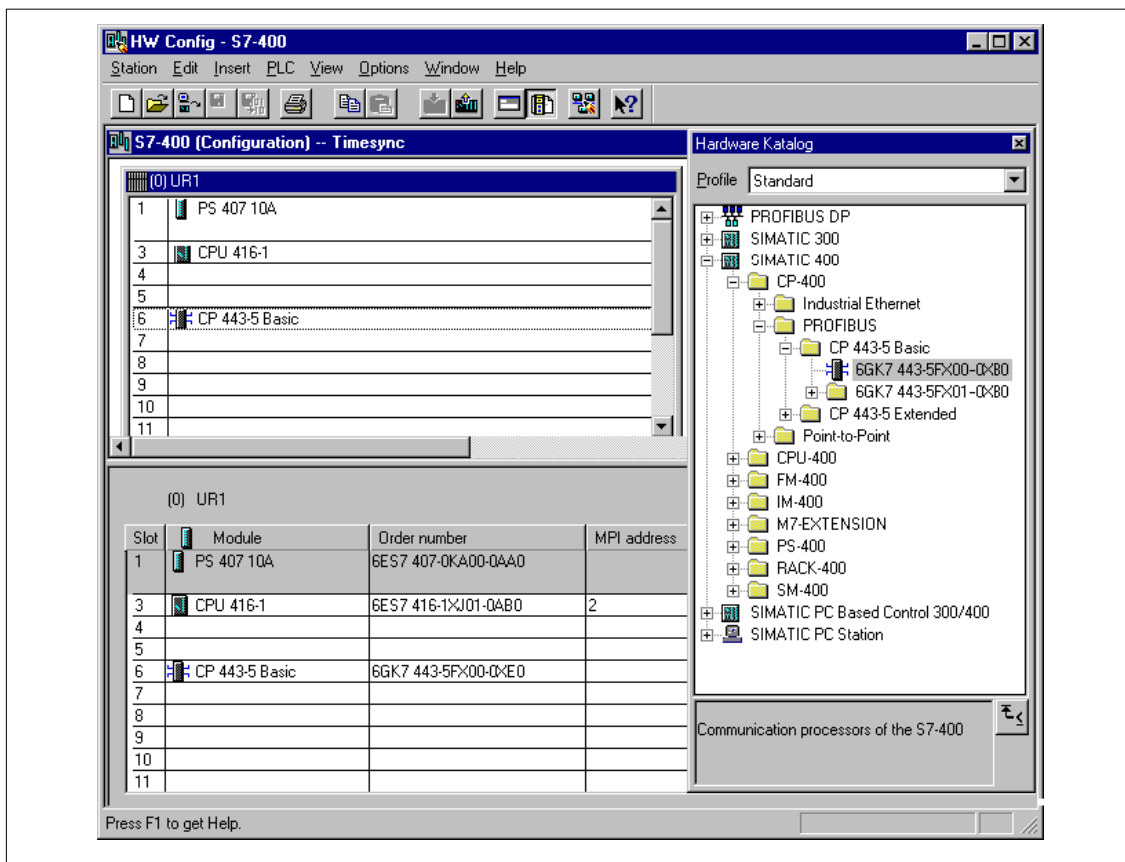 HW Config - S7-400
Station Edit Insert PLC View Options Window Help
S7-400 (Configuration) -- Timesync
(0) UR1
1 PS 407 10A
3 CPU 416-1
4
5
6 CP 443-5 Basic
7
8
9
10
11
(0) UR1
Slot Module Order number MPI address
1 PS 407 10A 6ES7 407-0KA00-0AA0
3 CPU 416-1 6ES7 416-1XJ01-0AB0 2
4
5
6 CP 443-5 Basic 6GK7 443-5FX00-0XE0
7
8
9
10
11
Hardware Katalog
Profile Standard
PROFIBUS DP
SIMATIC 300
SIMATIC 400
CP-400
Industrial Ethernet
PROFIBUS
CP 443-5 Basic
6GK7 443-5FX00-0XB0
6GK7 443-5FX01-0XB0
CP 443-5 Extended
Point-to-Point
CPU-400
FM-400
IM-400
M7-EXTENSION
PS-400
RACK-400
SM-400
SIMATIC PC Based Control 300/400
SIMATIC PC Station
Communication processors of the S7-400
Press F1 to get Help.